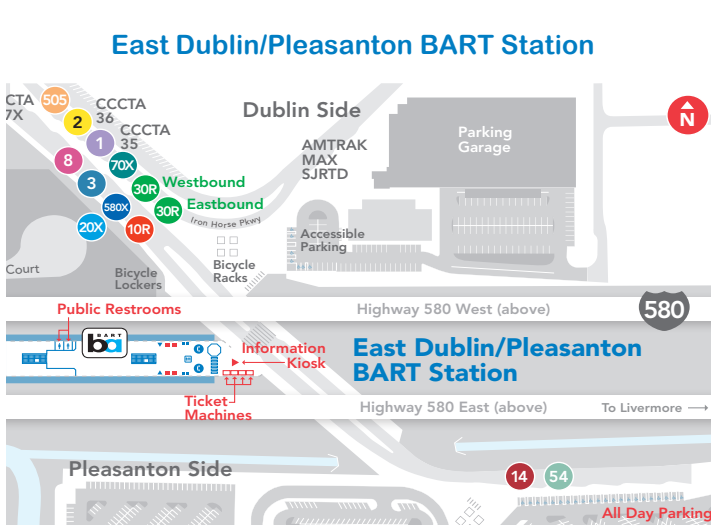 East Dublin/Pleasanton BART Station
CTA
7X
505
2
CCCTA
36
1
CCCTA
35
8
70X
3
30R
Westbound
580X
30R
Eastbound
20X
10R
Iron Horse Pkwy
Dublin Side
AMTRAK
MAX
SJRTD
Parking
Garage
N
Accessible
Parking
Court
Bicycle
Lockers
Bicycle
Racks
Public Restrooms
Highway 580 West (above)
580
BART
ba
Information
Kiosk
East Dublin/Pleasanton
BART Station
Ticket
Machines
Highway 580 East (above)
To Livermore
Pleasanton Side
14
54
All Day Parking